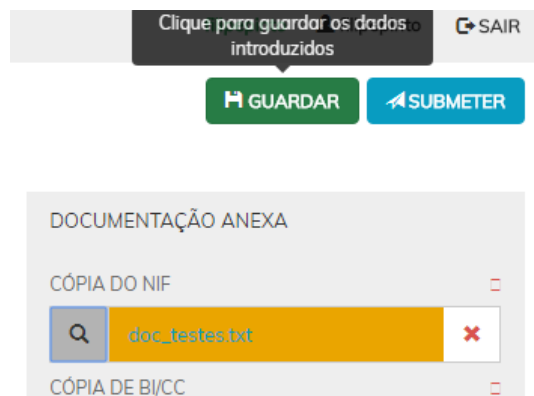 Clique para guardar os dados
introduzidos
SAIR
GUARDAR
SUBMETER
DOCUMENTAÇÃO ANEXA
CÓPIA DO NIF
doc_testes.txt
CÓPIA DE BI/CC